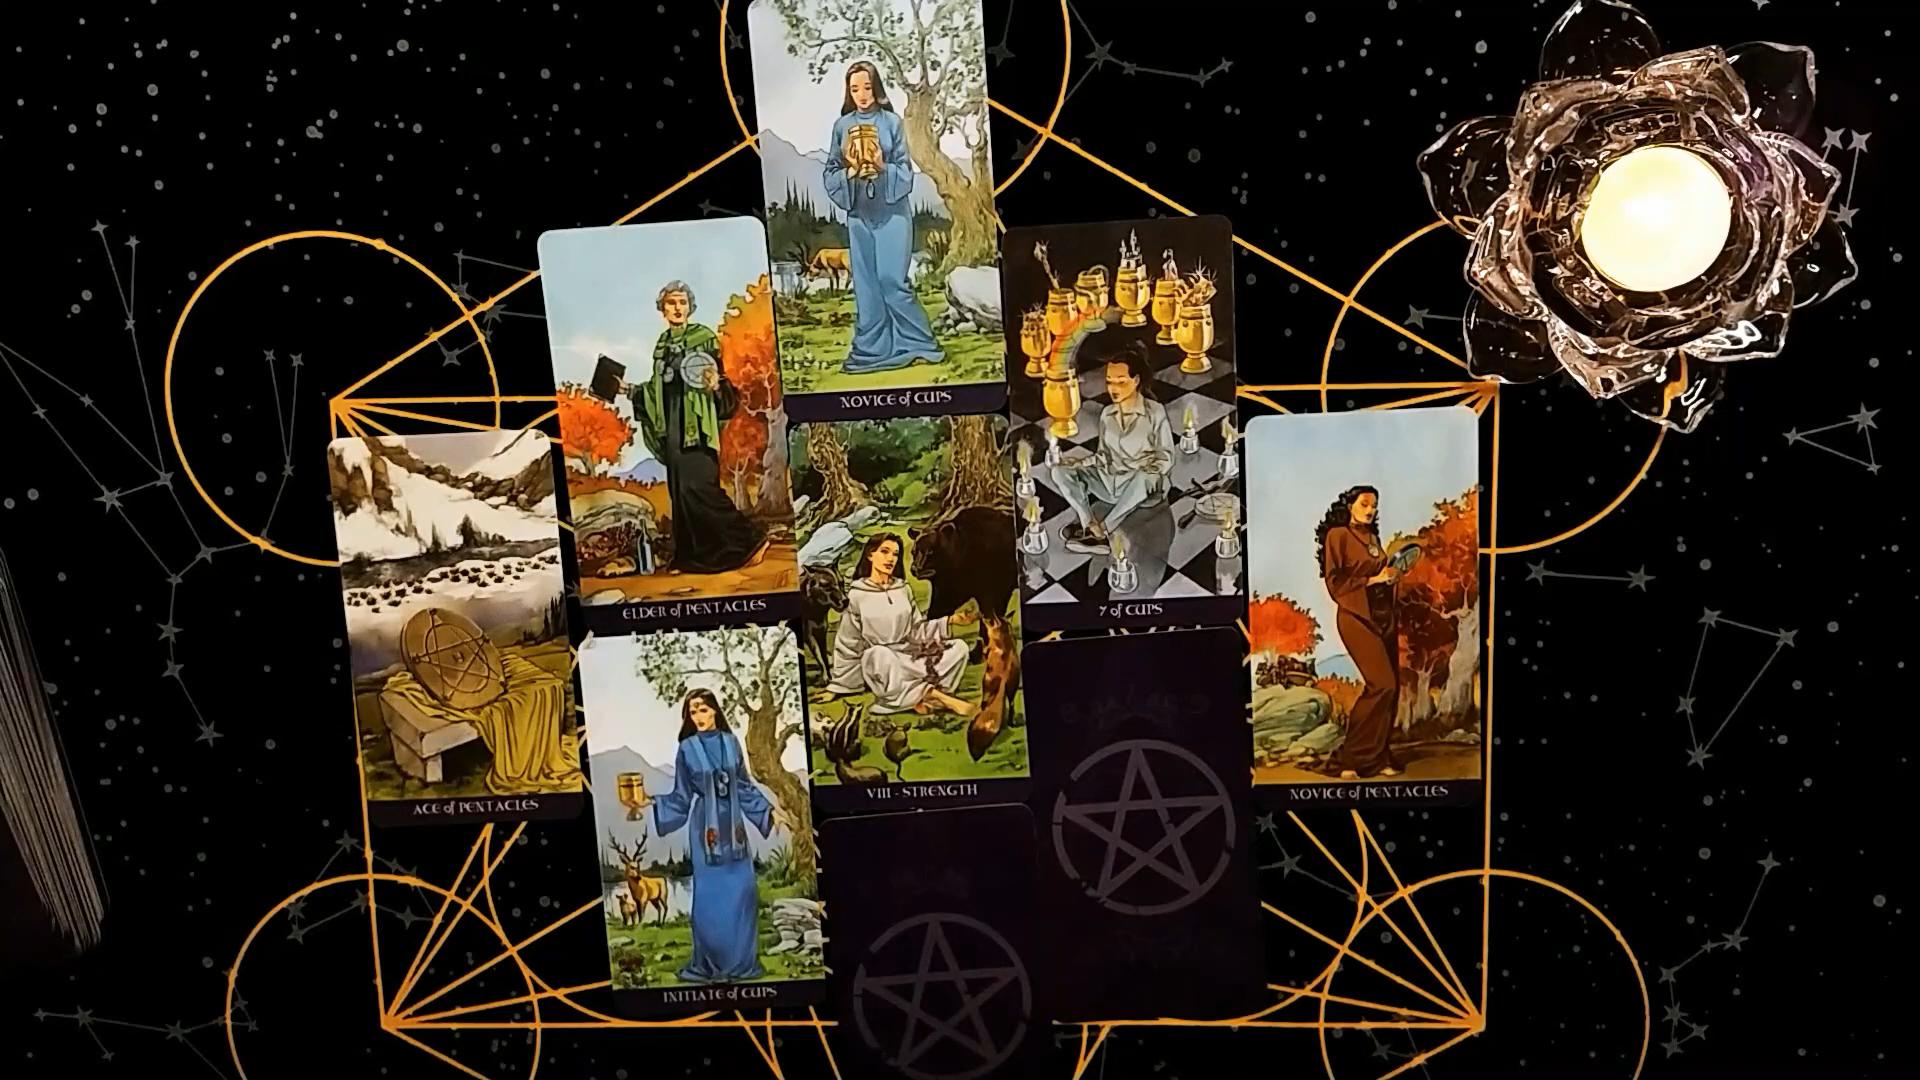 NOVICE of CUPS
ELDER of PENTACLES
7 of CUPS
ACE of PENTACLES
VIII - STRENGTH
NOVICE of PENTACLES
INITIATE of CUPS